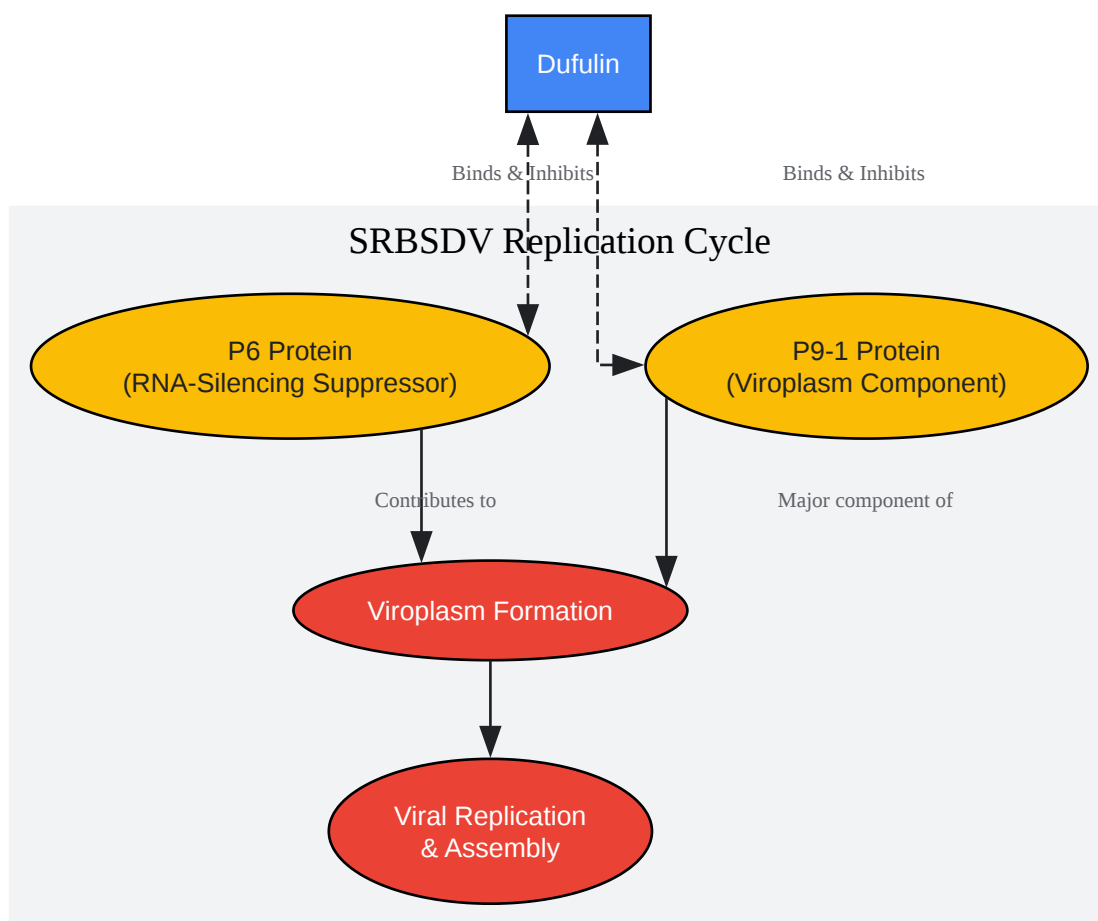 Dufulin
Binds & Inhibits
Binds & Inhibits
SRBSDV Replication Cycle
P6 Protein
(RNA-Silencing Suppressor)
P9-1 Protein
(Viroplasm Component)
Contributes to
Major component of
Viroplasm Formation
Viral Replication
& Assembly